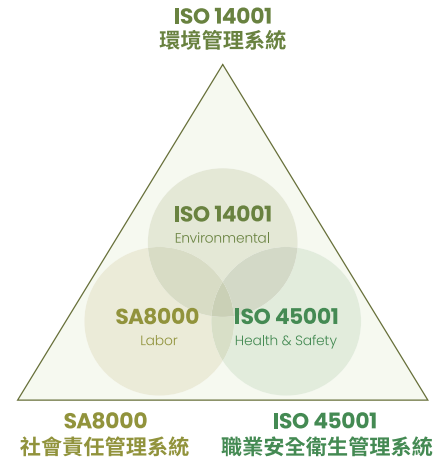 ISO 14001
環境管理系統
ISO 14001
Environmental
SA8000
Labor
ISO 45001
Health & Safety
SA8000
社會責任管理系統
ISO 45001
職業安全衛生管理系統